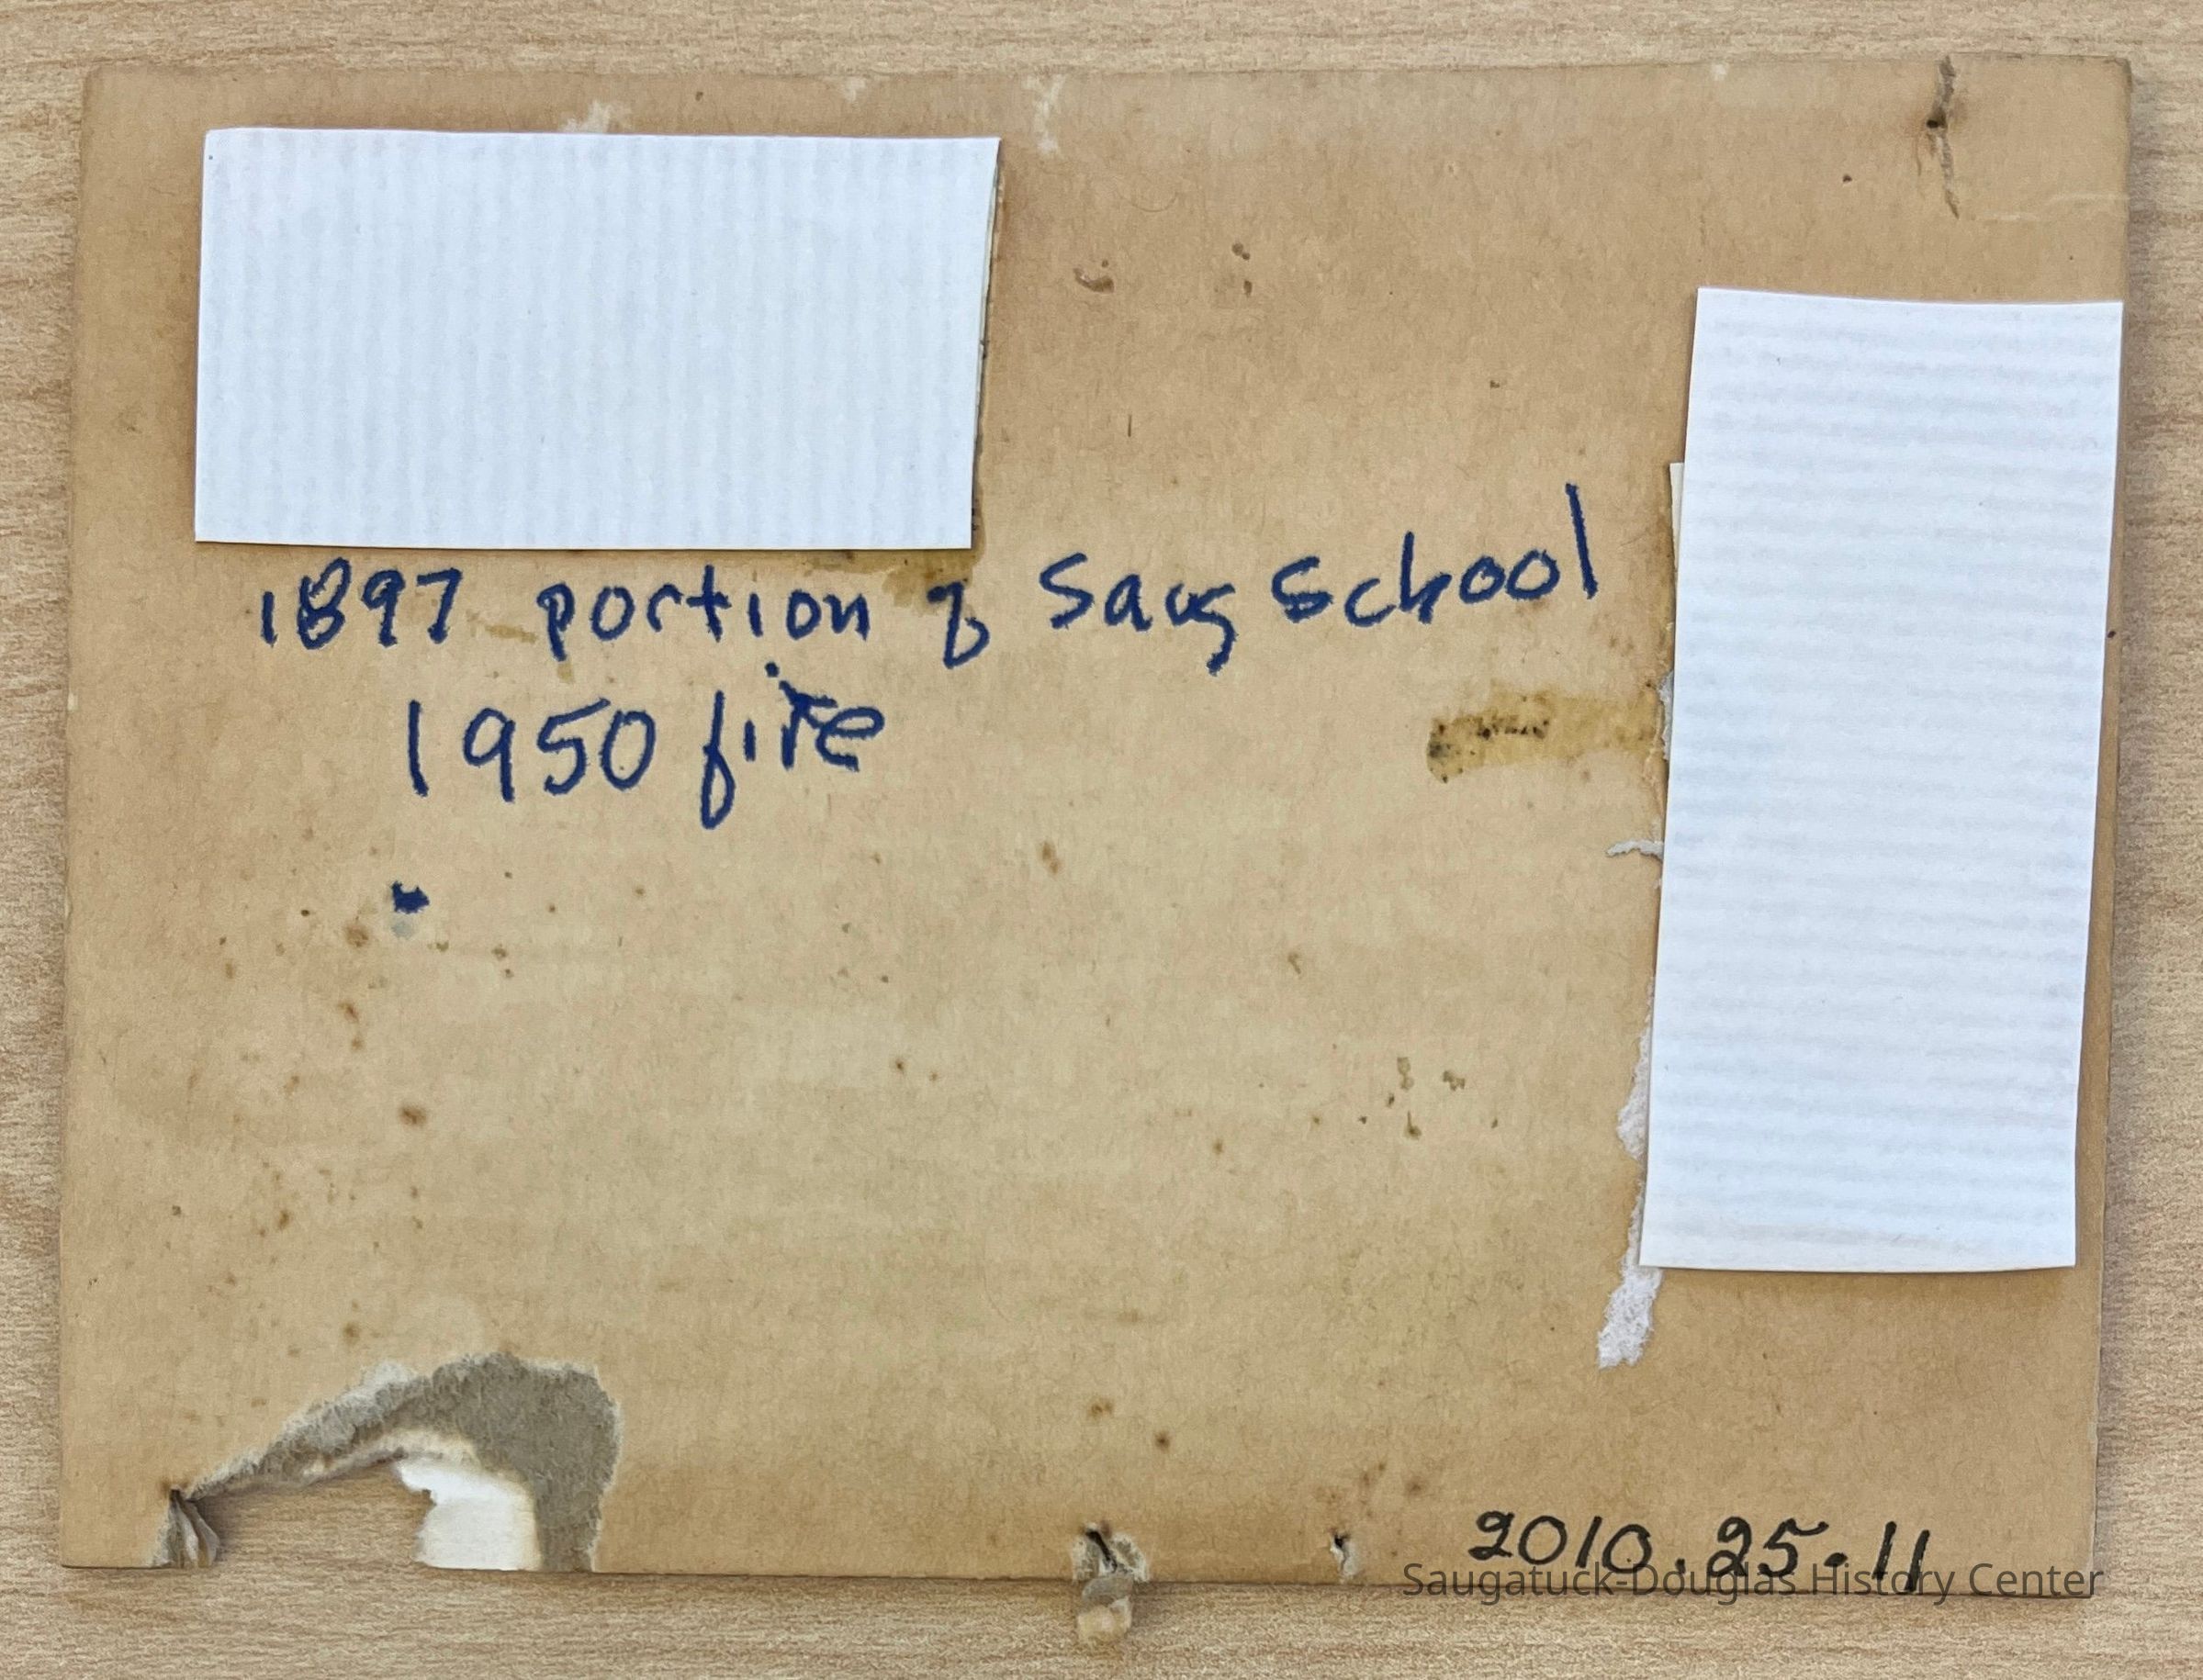 1897 portion of Saug School
1950 fire
2010.25.11
Saugatuck-Douglas History Center